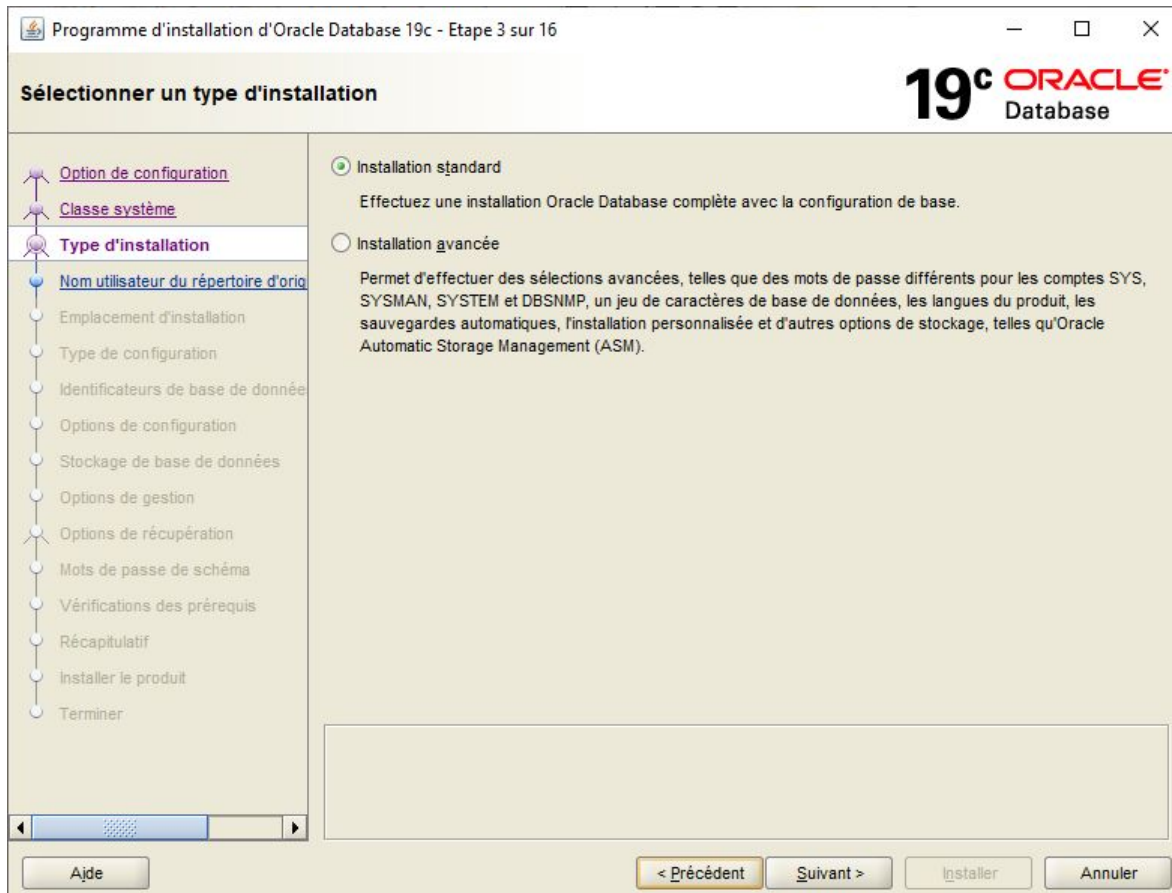 Programme d'installation d'Oracle Database 19c - Etape 3 sur 16
Sélectionner un type d'installation
19c ORACLE
Database
Option de configuration
Classe système
Type d'installation
Nom utilisateur du répertoire d'orig
Emplacement d'installation
Type de configuration
Identificateurs de base de donnée
Options de configuration
Stockage de base de données
Options de gestion
Options de récupération
Mots de passe de schéma
Vérifications des prérequis
Récapitulatif
Installer le produit
Terminer
Installation standard
Effectuez une installation Oracle Database complète avec la configuration de base.
Installation avancée
Permet d'effectuer des sélections avancées, telles que des mots de passe différents pour les comptes SYS,
SYSMAN, SYSTEM et DBSNMP, un jeu de caractères de base de données, les langues du produit, les
sauvegardes automatiques, l'installation personnalisée et d'autres options de stockage, telles qu'Oracle
Automatic Storage Management (ASM).
Aide
< Précédent
Suivant >
Installer
Annuler